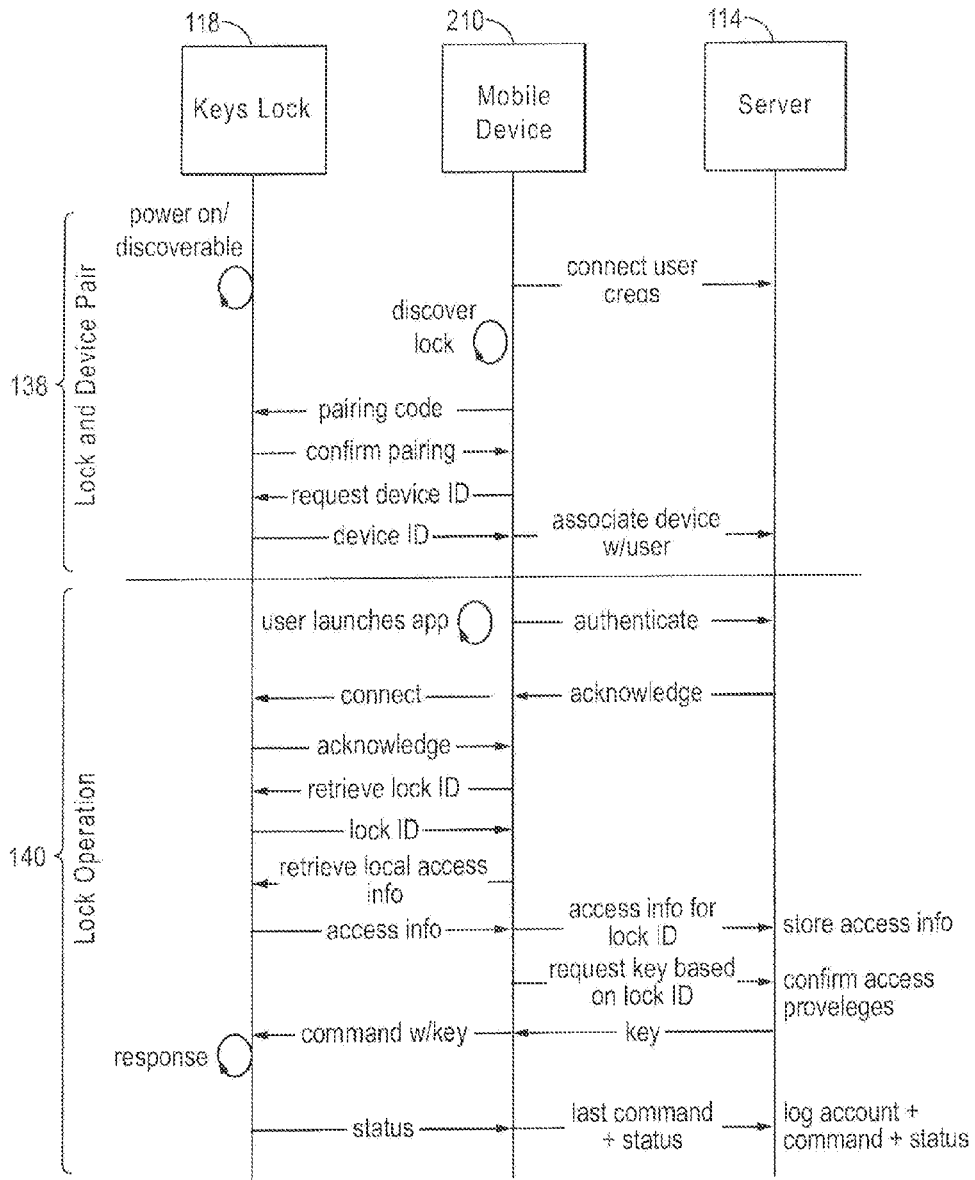 118
210
114
Keys Lock
Mobile
Device
Server
power on/
discoverable
connect user
creds
discover
lock
138
Lock and Device Pair
pairing code
confirm pairing
request device ID
device ID
associate device
w/user
user launches app
authenticate
connect
acknowledge
acknowledge
retrieve lock ID
lock ID
140
Lock Operation
retrieve local access
info
access info
access info for
lock ID
store access info
request key based
on lock ID
confirm access
proveleges
command w/key
key
response
status
last command
+ status
log account +
command + status